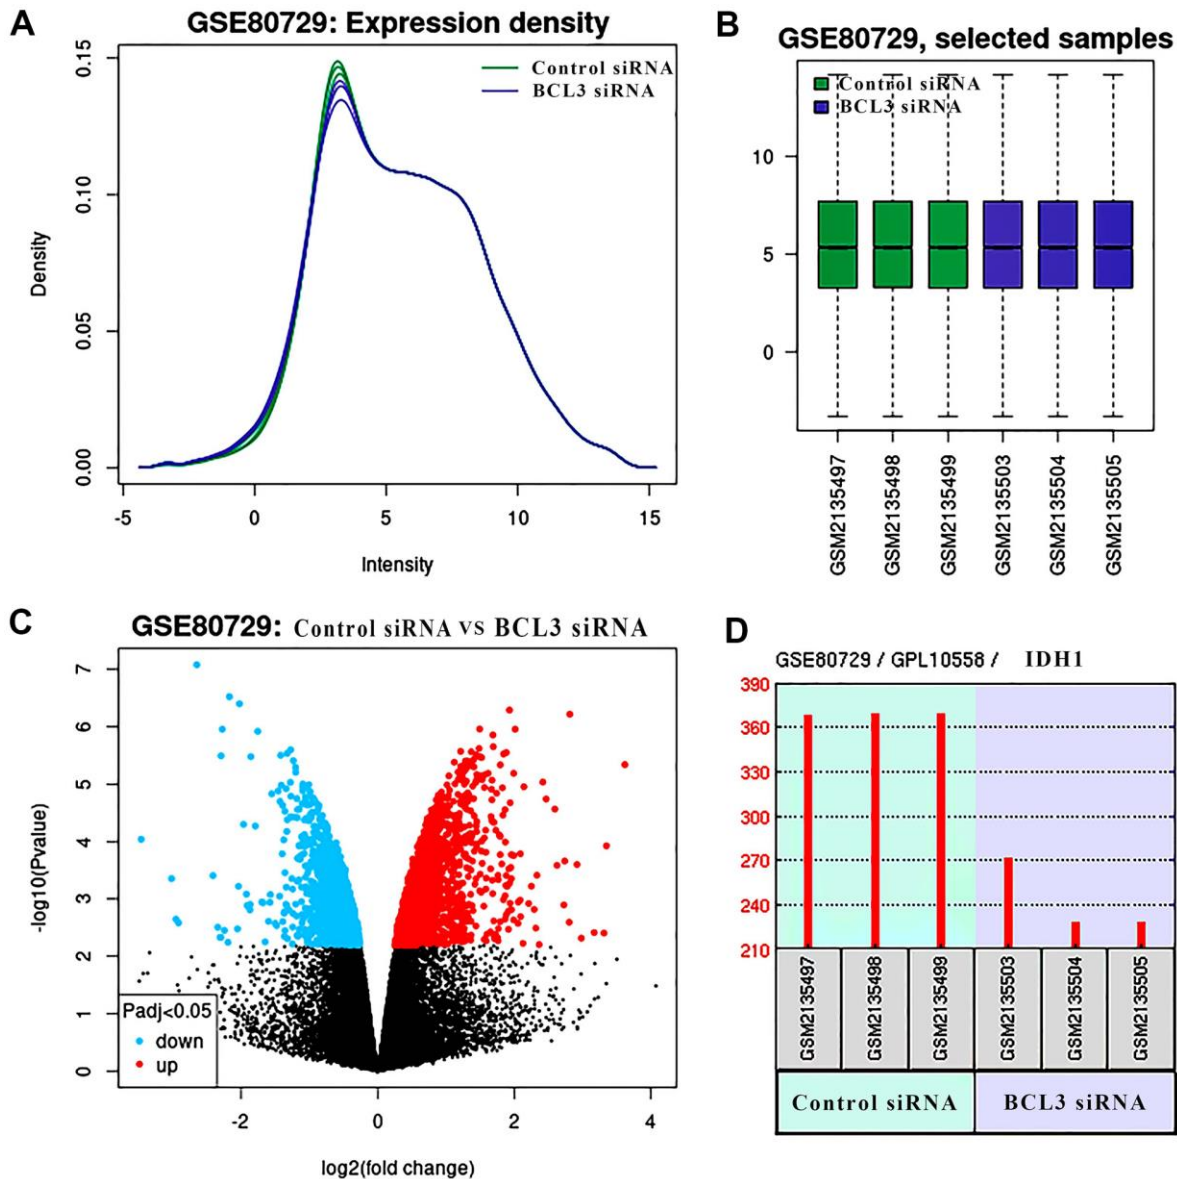 A
GSE80729: Expression density
0.15
0.10
0.05
0.00
Density
Control siRNA
BCL3 siRNA
-5
0
5
10
15
Intensity
B
GSE80729, selected samples
Control siRNA
BCL3 siRNA
10
5
0
GSM2135497
GSM2135498
GSM2135499
GSM2135503
GSM2135504
GSM2135505
C
GSE80729: Control siRNA VS BCL3 siRNA
7
6
5
4
3
2
1
0
-log10(Pvalue)
Padj<0.05
down
up
-2
0
2
4
log2(fold change)
D
GSE80729 / GPL10558 / IDH1
390
360
330
300
270
240
210
GSM2135497
GSM2135498
GSM2135499
GSM2135503
GSM2135504
GSM2135505
Control siRNA
BCL3 siRNA